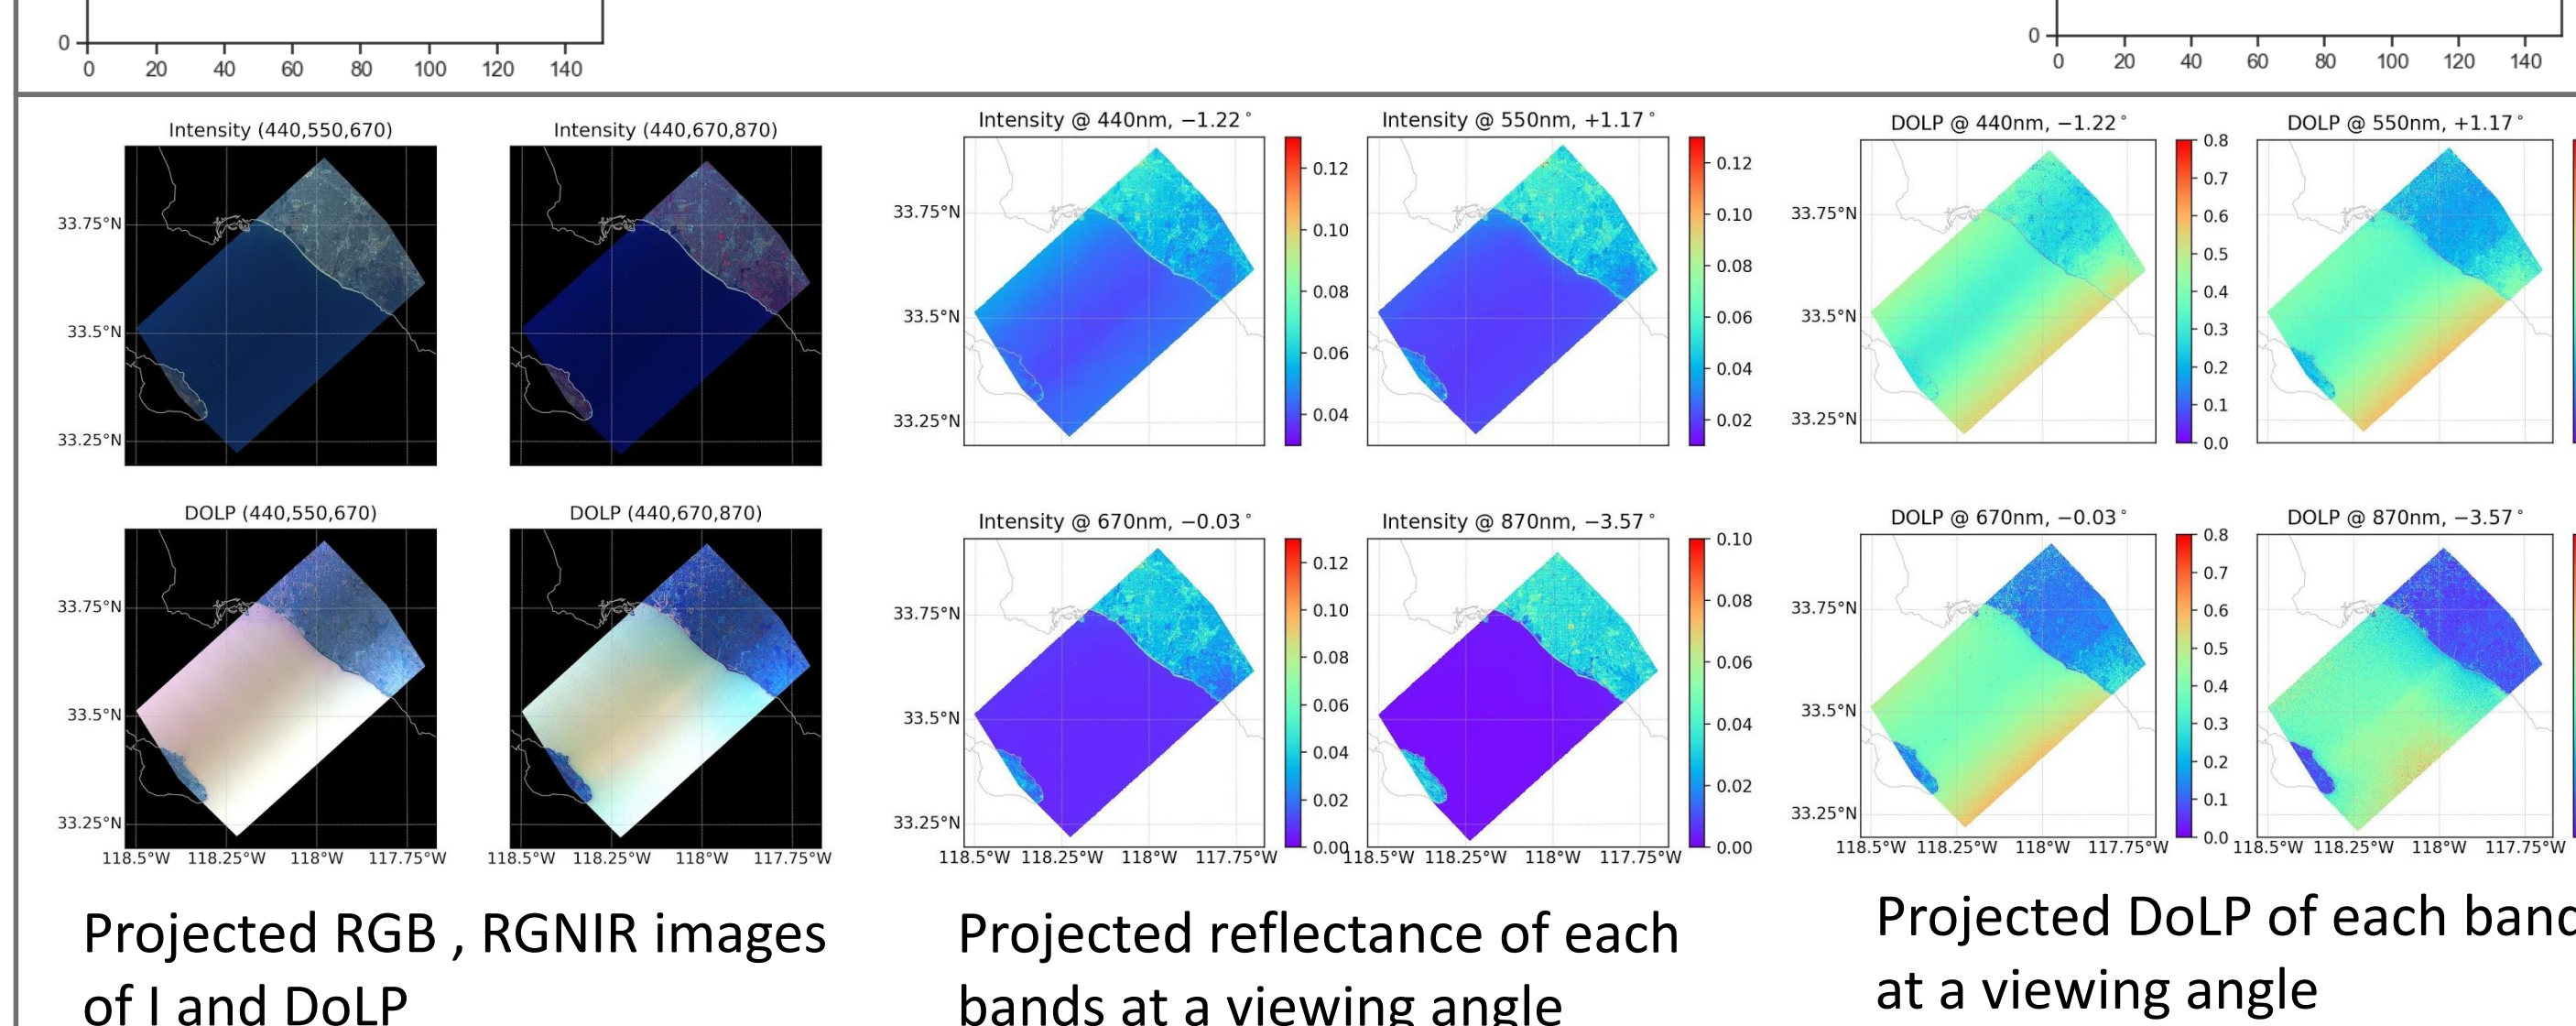 0
0 20 40 60 80 100 120 140
0
0 20 40 60 80 100 120 140
Intensity (440,550,670)
Intensity (440,670,870)
33.75°N
33.5°N
33.25°N
DOLP (440,550,670)
DOLP (440,670,870)
33.75°N
33.5°N
33.25°N
118.5°W 118.25°W 118°W 117.75°W
118.5°W 118.25°W 118°W 117.75°W
Projected RGB , RGNIR images
of I and DoLP
Intensity @ 440nm, −1.22°
33.75°N
33.5°N
33.25°N
0.12
0.10
0.08
0.06
0.04
Intensity @ 550nm, +1.17°
0.12
0.10
0.08
0.06
0.04
0.02
Intensity @ 670nm, −0.03°
33.75°N
33.5°N
33.25°N
118.5°W 118.25°W 118°W 117.75°W
0.12
0.10
0.08
0.06
0.04
0.02
0.00
Intensity @ 870nm, −3.57°
118.5°W 118.25°W 118°W 117.75°W
0.10
0.08
0.06
0.04
0.02
0.00
Projected reflectance of each
bands at a viewing angle
DOLP @ 440nm, −1.22°
33.75°N
33.5°N
33.25°N
0.8
0.7
0.6
0.5
0.4
0.3
0.2
0.1
0.0
DOLP @ 550nm, +1.17°
DOLP @ 670nm, −0.03°
33.75°N
33.5°N
33.25°N
118.5°W 118.25°W 118°W 117.75°W
0.8
0.7
0.6
0.5
0.4
0.3
0.2
0.1
0.0
DOLP @ 870nm, −3.57°
118.5°W 118.25°W 118°W 117.75°W
Projected DoLP of each band
at a viewing angle